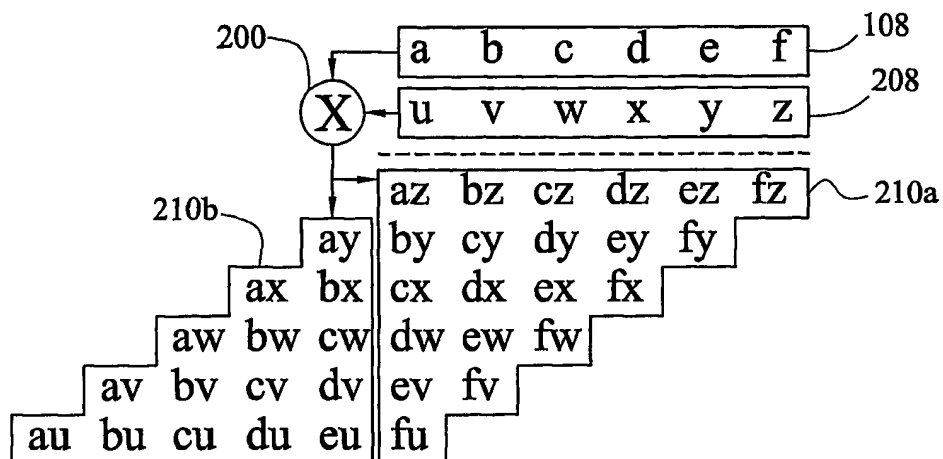 200
a b c d e f
108
X
u v w x y z
208
az bz cz dz ez fz
210a
210b
ay by cy dy ey fy
ax bx cx dx ex fx
aw bw cw dw ew fw
av bv cv dv ev fv
au bu cu du eu fu